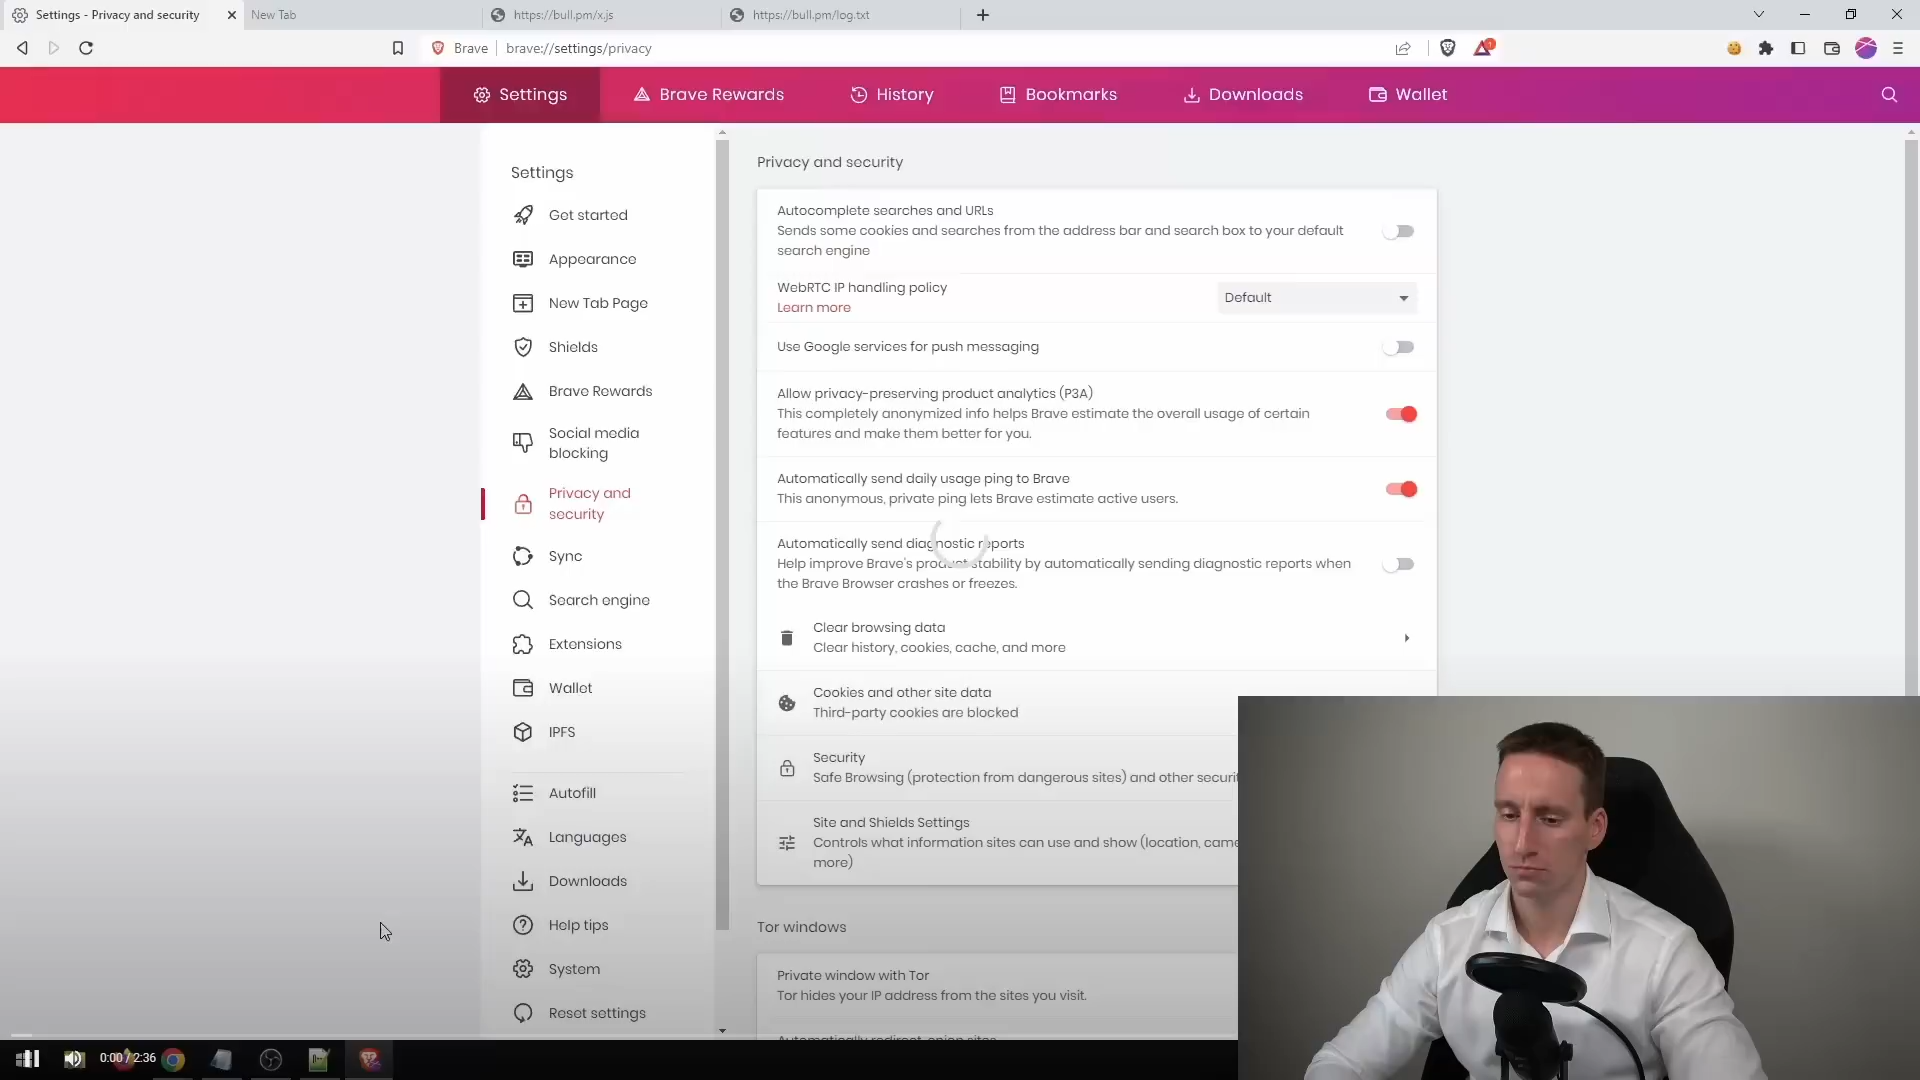 Settings - Privacy and security
New Tab
https://bull.pm/x.js
https://bull.pm/log.txt
Brave
brave://settings/privacy
1
Settings
Brave Rewards
History
Bookmarks
Downloads
Wallet
Settings
Get started
Appearance
New Tab Page
Shields
Brave Rewards
Social media
blocking
Privacy and
security
Sync
Search engine
Extensions
Wallet
IPFS
Autofill
Languages
Downloads
Help tips
System
Reset settings
Privacy and security
Autocomplete searches and URLs
Sends some cookies and searches from the address bar and search box to your default
search engine
WebRTC IP handling policy
Learn more
Default
Use Google services for push messaging
Allow privacy-preserving product analytics (P3A)
This completely anonymized info helps Brave estimate the overall usage of certain
features and make them better for you.
Automatically send daily usage ping to Brave
This anonymous, private ping lets Brave estimate active users.
Automatically send diagnostic reports
Help improve Brave's product stability by automatically sending diagnostic reports when
the Brave Browser crashes or freezes.
Clear browsing data
Clear history, cookies, cache, and more
Cookies and other site data
Third-party cookies are blocked
Security
Safe Browsing (protection from dangerous sites) and other securit
Site and Shields Settings
Controls what information sites can use and show (location, came
more)
Tor windows
Private window with Tor
Tor hides your IP address from the sites you visit.
Automatically redirect .onion sites
0:00 / 2:36